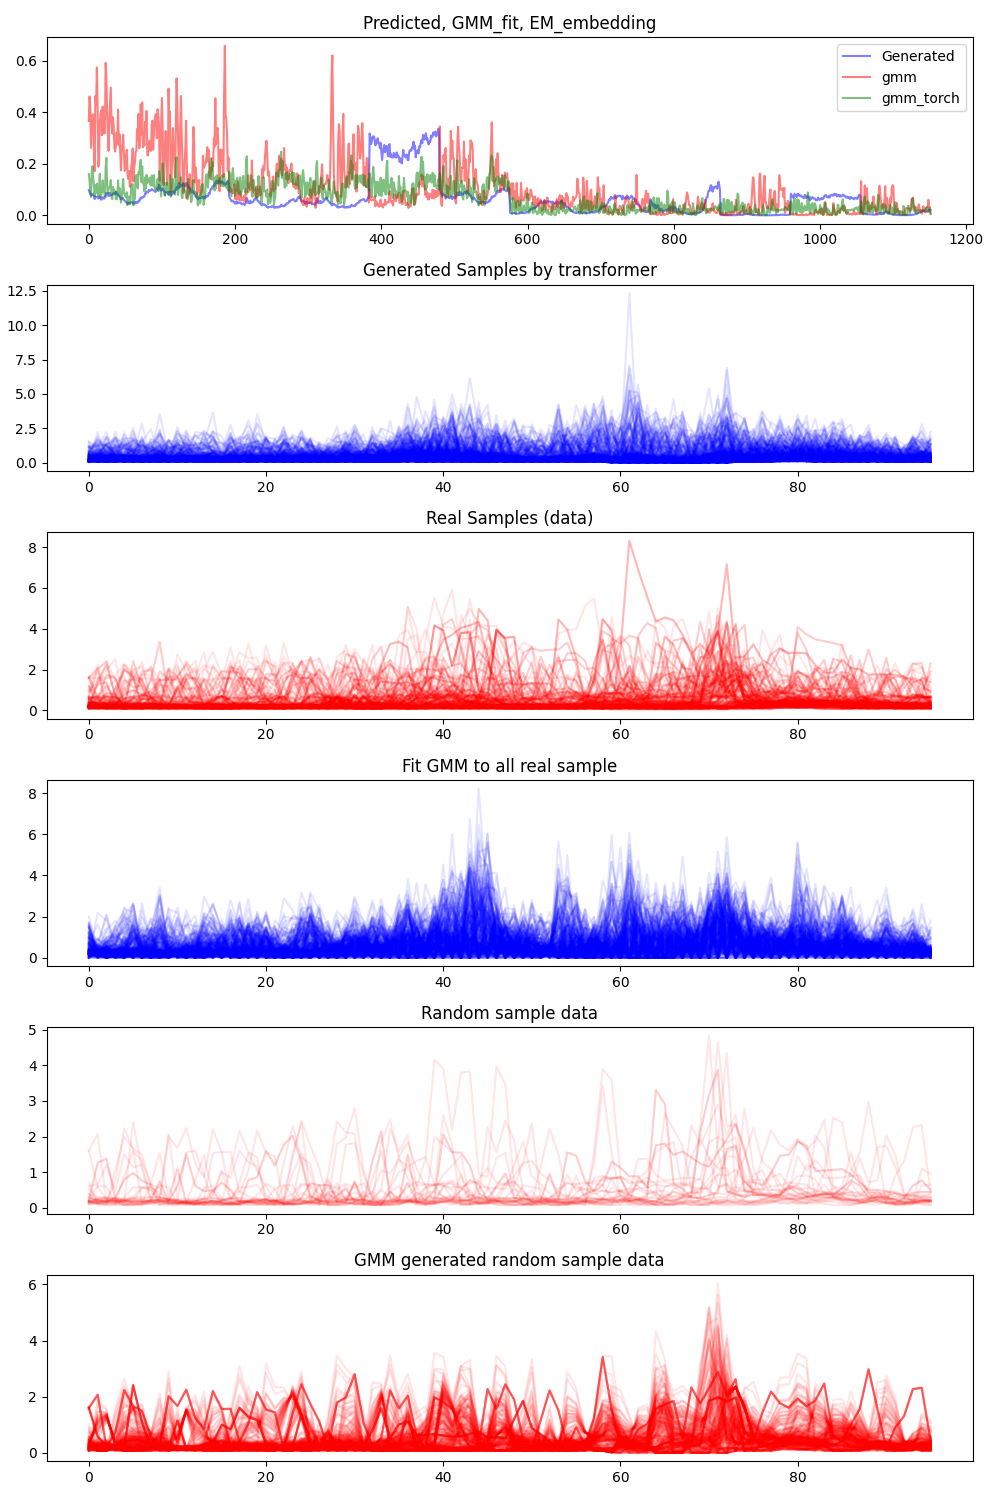 Predicted, GMM_fit, EM_embedding
0.6
0.4
0.2
0.0
Generated
gmm
gmm_torch
0 200 400 600 800 1000 1200
Generated Samples by transformer
12.5
10.0
7.5
5.0
2.5
0.0
0 20 40 60 80
Real Samples (data)
8
6
4
2
0
0 20 40 60 80
Fit GMM to all real sample
8
6
4
2
0
0 20 40 60 80
Random sample data
5
4
3
2
1
0
0 20 40 60 80
GMM generated random sample data
6
4
2
0
0 20 40 60 80